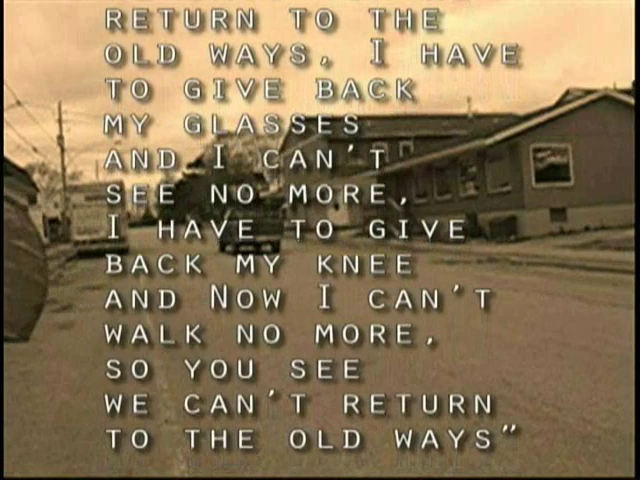 RETURN TO THE
OLD WAYS, I HAVE
TO GIVE BACK
MY GLASSES
AND I CAN'T
SEE NO MORE,
I HAVE TO GIVE
BACK MY KNEE
AND NOW I CAN'T
WALK NO MORE,
SO YOU SEE
WE CAN'T RETURN
TO THE OLD WAYS"